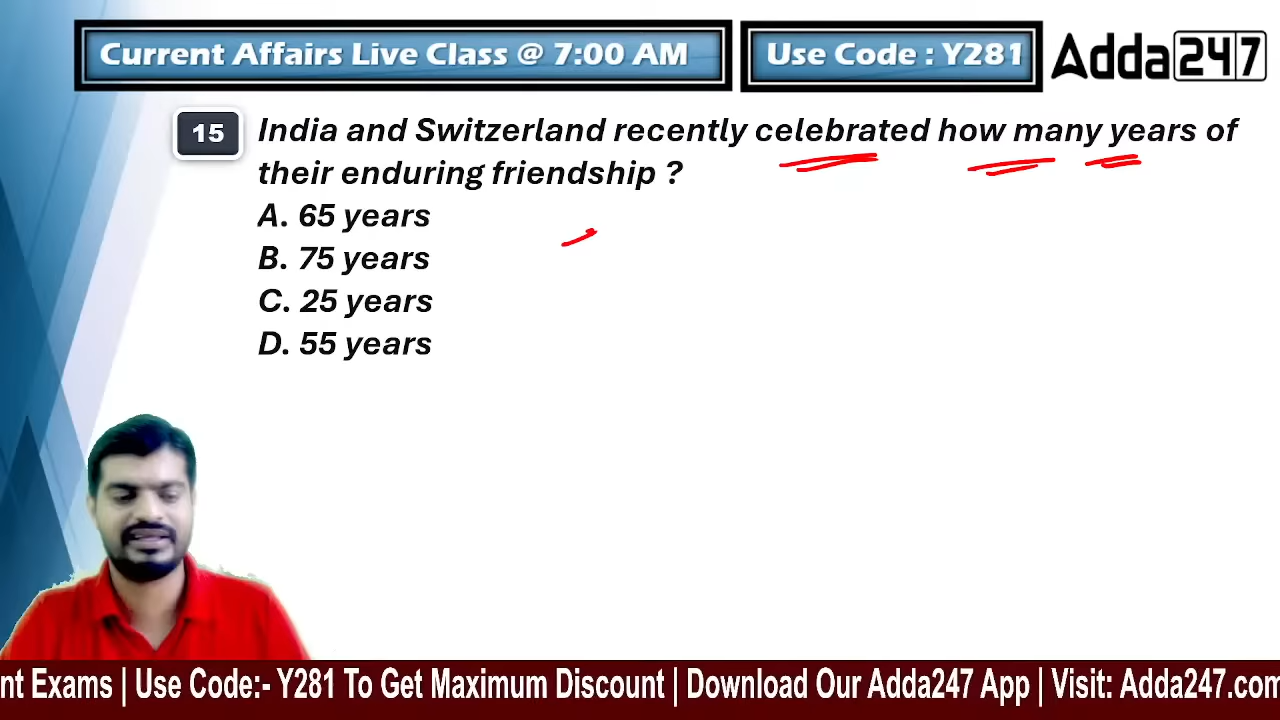 Current Affairs Live Class @ 7:00 AM
Use Code : Y281
Adda247
15
India and Switzerland recently celebrated how many years of
their enduring friendship ?
A. 65 years
B. 75 years
C. 25 years
D. 55 years
nt Exams | Use Code:- Y281 To Get Maximum Discount | Download Our Adda247 App | Visit: Adda247.com